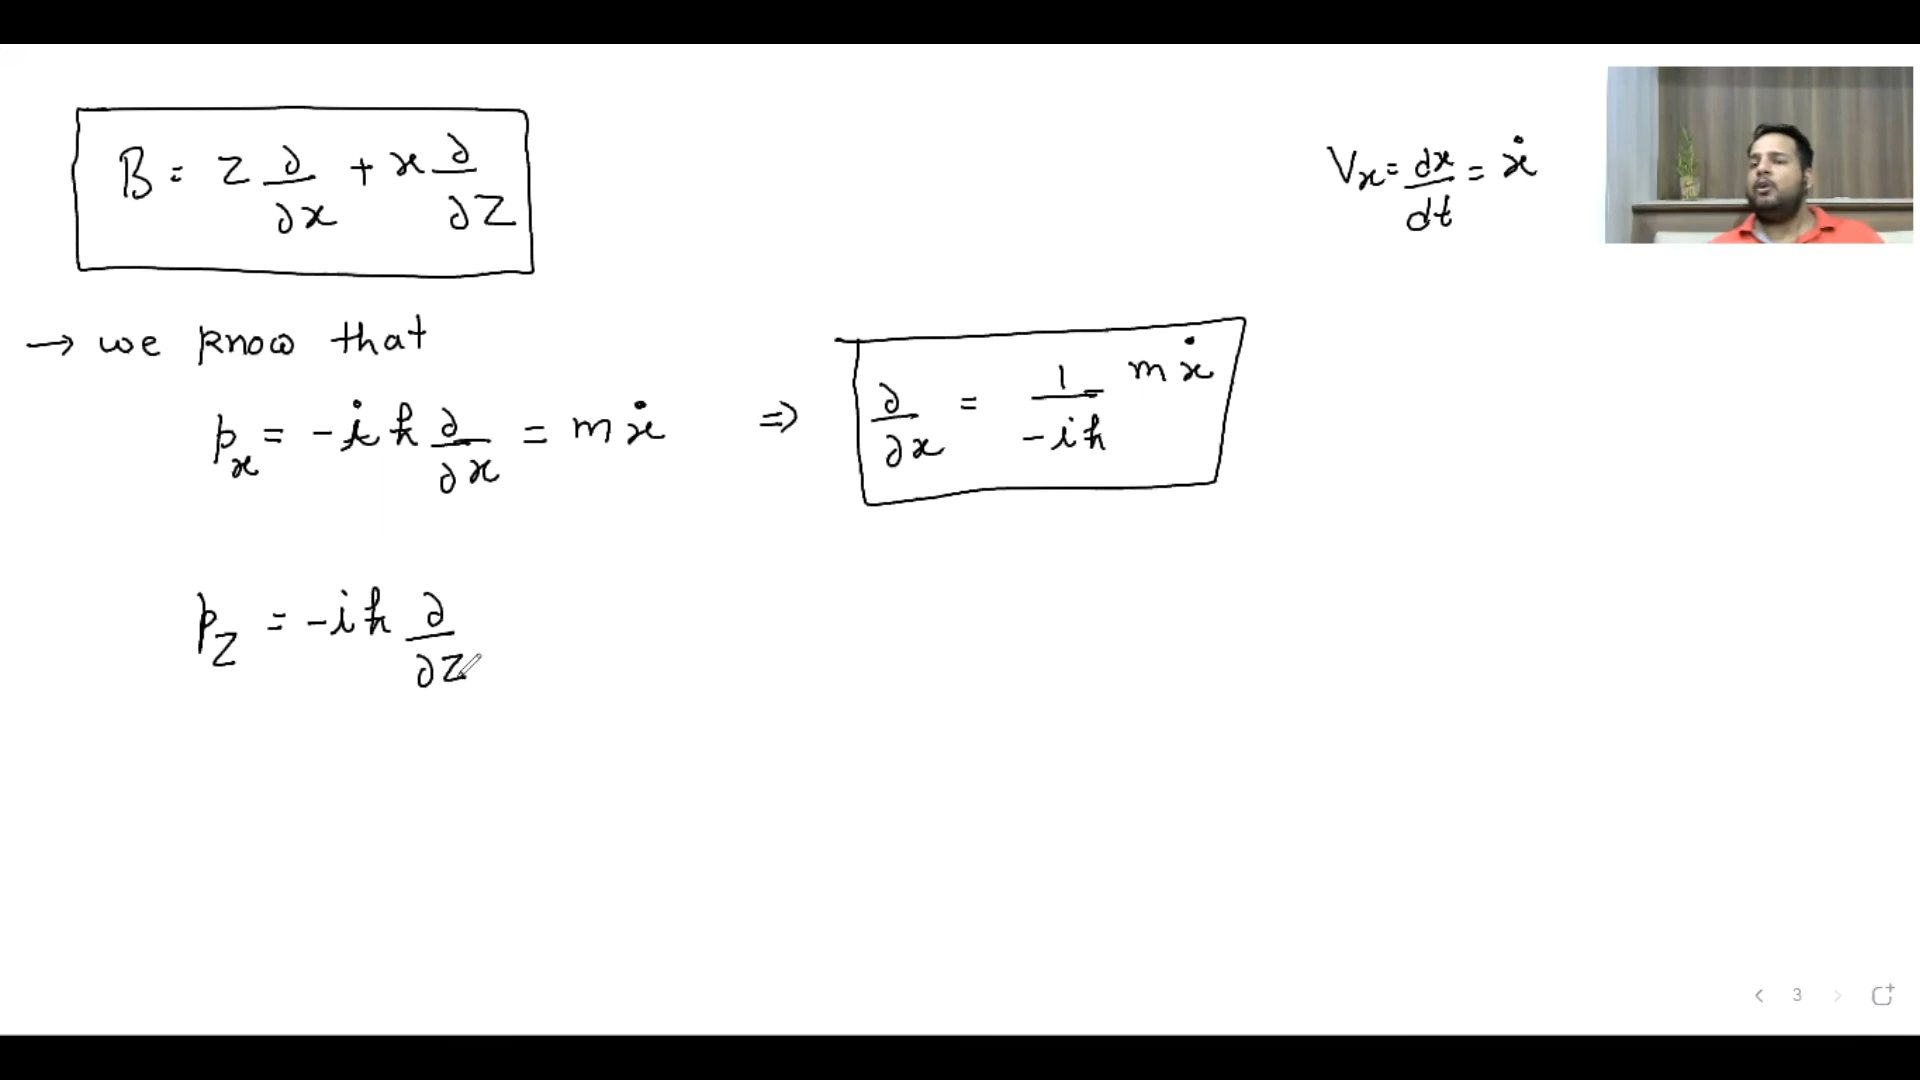 B = z ∂/∂x + x ∂/∂z
Vx = dx/dt = ẋ
→ we know that
px = -iℏ ∂/∂x = mẋ ⇒ ∂/∂x = 1/-iℏ mẋ
pz = -iℏ ∂/∂z
< 3 >